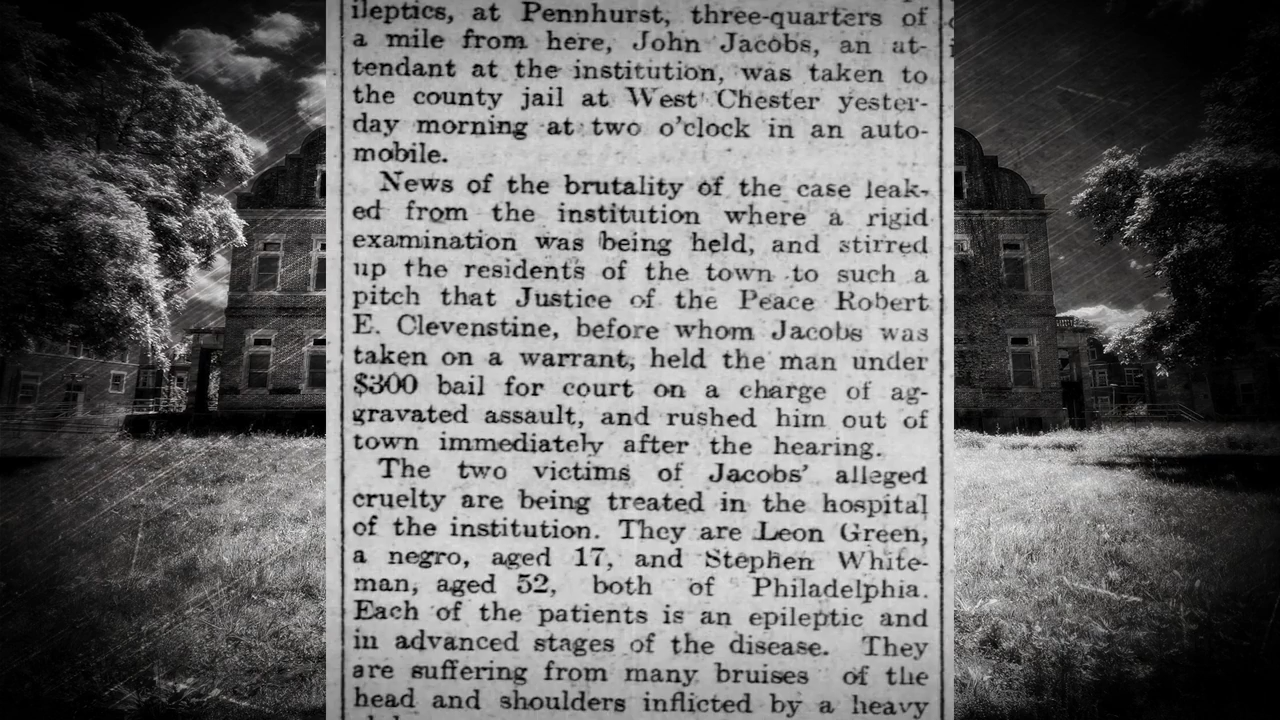 ileptics, at Pennhurst, three-quarters of
a mile from here, John Jacobs, an at-
tendant at the institution, was taken to
the county jail at West Chester yester-
day morning at two o'clock in an auto-
mobile.
News of the brutality of the case leak-
ed from the institution where a rigid
examination was being held, and stirred
up the residents of the town to such a
pitch that Justice of the Peace Robert
E. Clevenstine, before whom Jacobs was
taken on a warrant, held the man under
$300 bail for court on a charge of ag-
gravated assault, and rushed him out of
town immediately after the hearing.
The two victims of Jacobs' alleged
cruelty are being treated in the hospital
of the institution. They are Leon Green,
a negro, aged 17, and Stephen White-
man, aged 52, both of Philadelphia.
Each of the patients is an epileptic and
in advanced stages of the disease. They
are suffering from many bruises of the
head and shoulders inflicted by a heavy